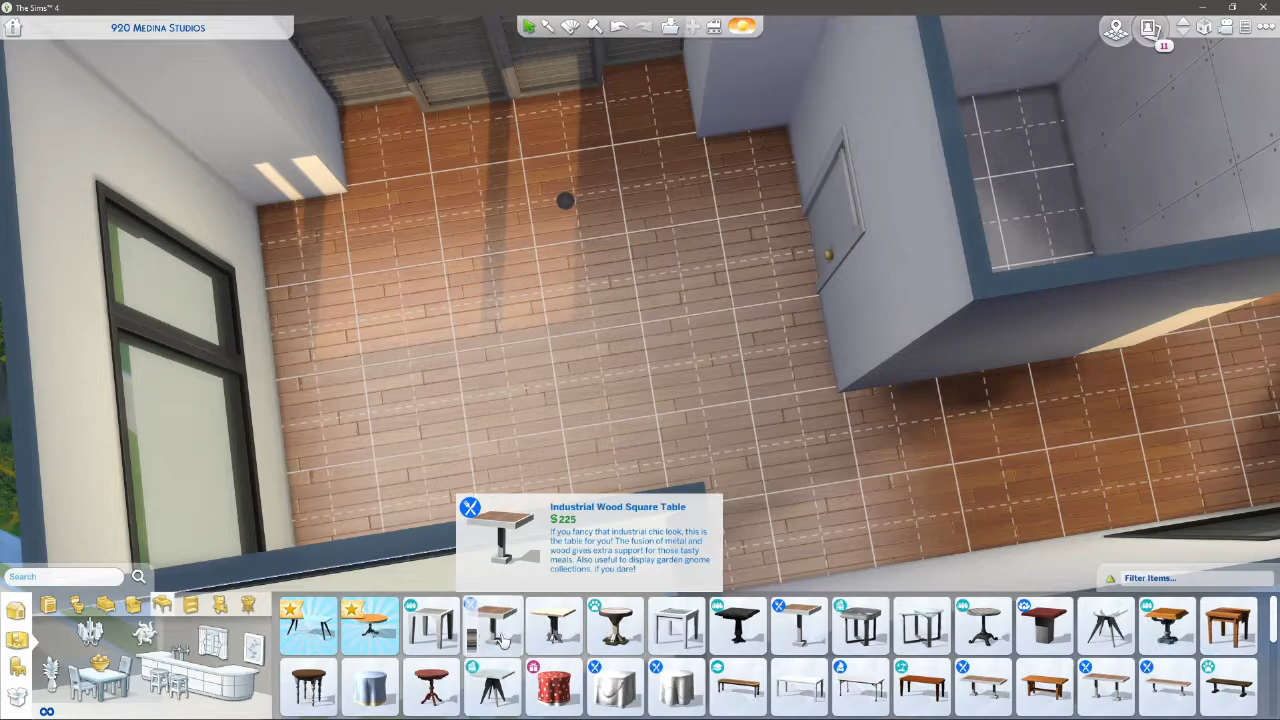 The Sims™ 4
920 Medina Studios
11
Industrial Wood Square Table
§225
If you fancy that industrial chic look, this is
the table for you! The fusion of metal and
wood gives extra support for those tasty
meals. Also useful to display garden gnome
collections, if you dare!
Search
Filter Items...